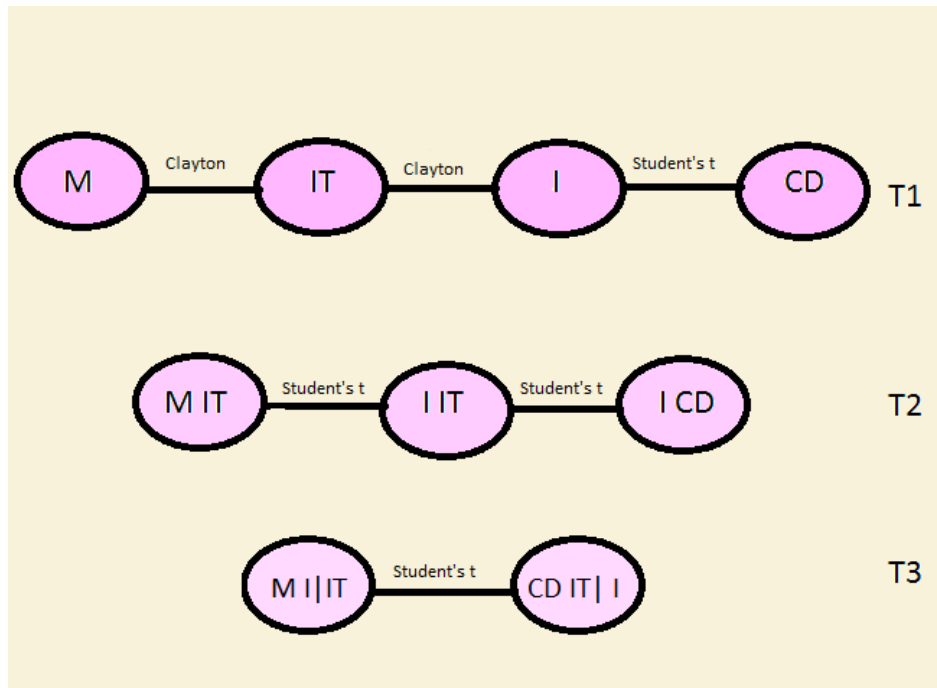 Clayton Clayton Student's t
M IT I CD T1
Student's t Student's t
M IT I IT I CD T2
Student's t
M I|IT CD IT| I T3